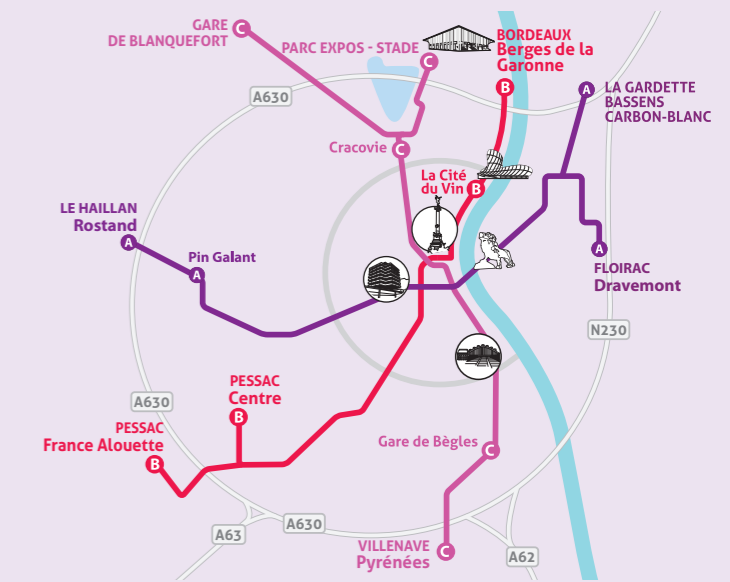 GARE
DE BLANQUEFORT
C
PARC EXPOS - STADE
C
BORDEAUX
Berges de la
Garonne
B
A
LA GARDETTE
BASSENS
CARBON-BLANC
A630
Cracovie
C
La Cité
du Vin
B
LE HAILLAN
Rostand
A
Pin Galant
A
A
FLOIRAC
Dravemont
N230
A630
PESSAC
Centre
B
PESSAC
France Alouette
B
Gare de Bègles
C
A63
A630
VILLENAVE
Pyrénées
C
A62